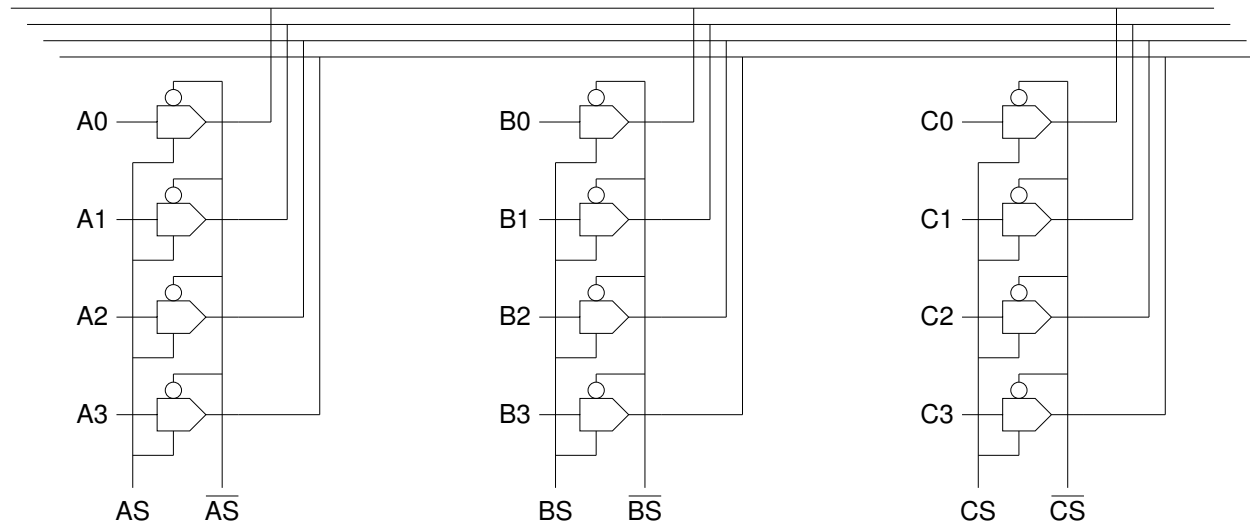 A0 B0 C0
A1 B1 C1
A2 B2 C2
A3 B3 C3
AS A̅S̅ BS B̅S̅ CS C̅S̅